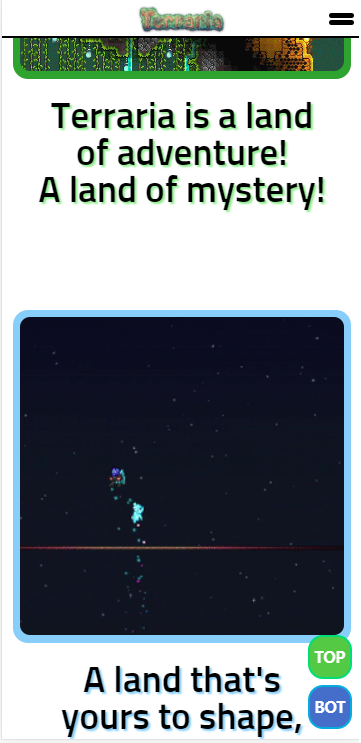 Terraria
Terraria is a land
of adventure!
A land of mystery!
TOP
A land that's
yours to shape,
BOT